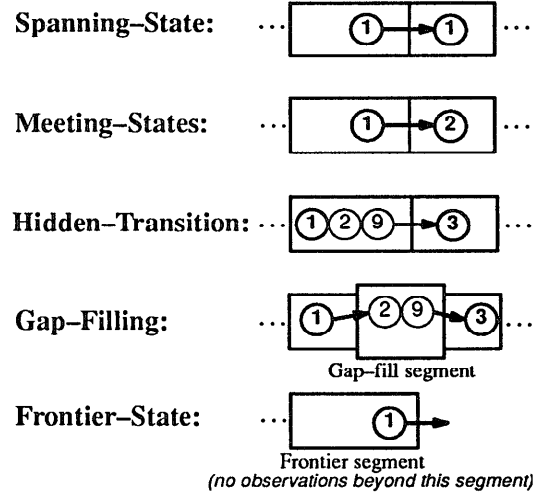 Spanning–State: ... 1 1 ...
Meeting–States: ... 1 2 ...
Hidden–Transition: ... 1 2 9 3 ...
Gap–Filling: ... 1 2 9 3 ...
Gap–fill segment
Frontier–State: ... 1
Frontier segment
(no observations beyond this segment)